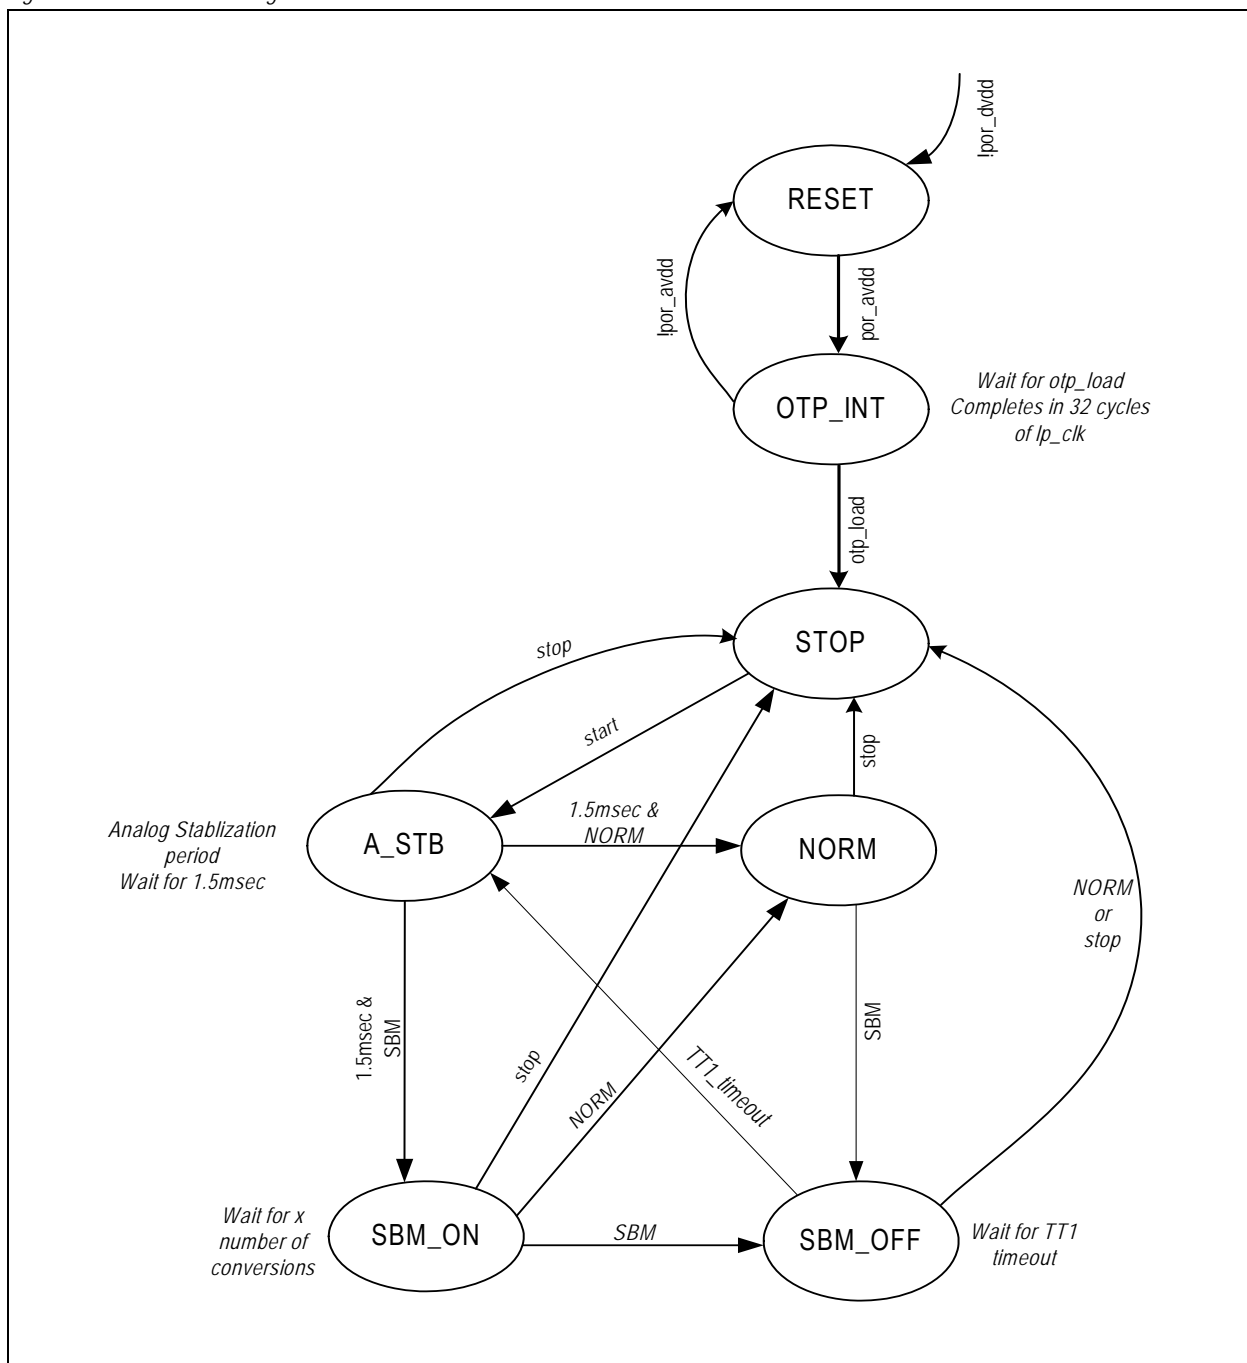 !por_dvdd
RESET
!por_avdd
por_avdd
OTP_INT
Wait for otp_load
Completes in 32 cycles
of lp_clk
otp_load
STOP
stop
start
stop
1.5msec &
NORM
A_STB
NORM
Analog Stablization
period
Wait for 1.5msec
NORM
or
stop
1.5msec &
SBM
stop
NORM
TT1_timeout
SBM
SBM_ON
SBM
SBM_OFF
Wait for x
number of
conversions
Wait for TT1
timeout